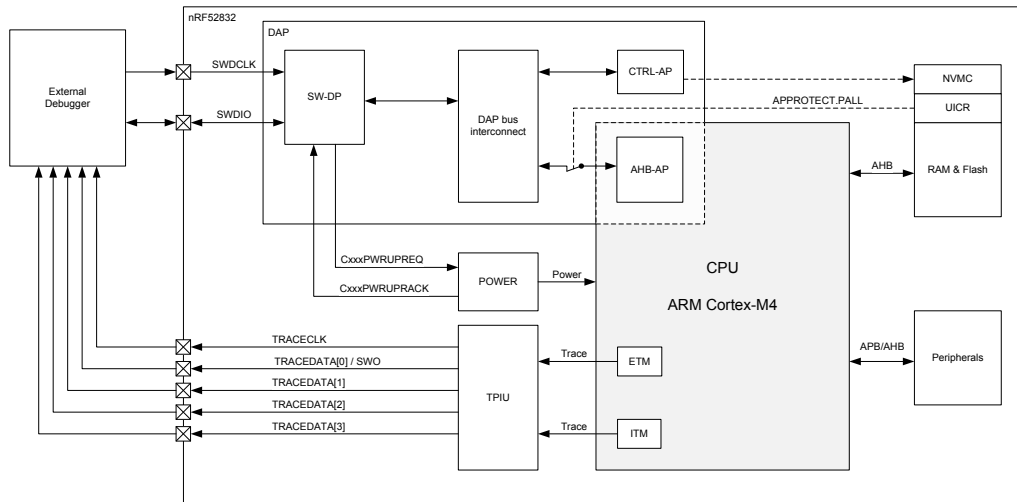 nRF52832
DAP
External
Debugger
SWDCLK
SWDIO
SW-DP
DAP bus
interconnect
CTRL-AP
NVMC
UICR
APPROTECT.PALL
AHB-AP
AHB
RAM & Flash
CxxxPWRUPREQ
CxxxPWRUPRACK
POWER
Power
CPU
ARM Cortex-M4
TRACECLK
TRACEDATA[0] / SWO
TRACEDATA[1]
TRACEDATA[2]
TRACEDATA[3]
TPIU
Trace
ETM
Trace
ITM
APB/AHB
Peripherals